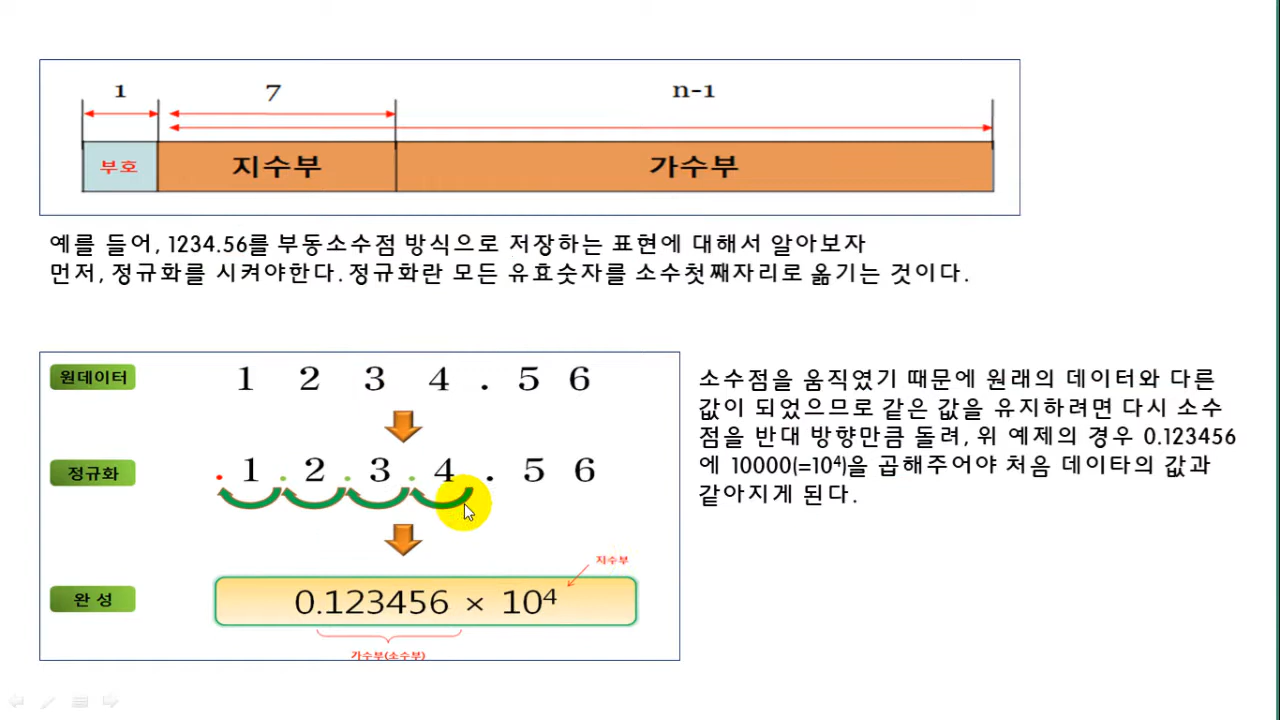 1 7 n-1
부호 지수부 가수부
예를 들어, 1234.56를 부동소수점 방식으로 저장하는 표현에 대해서 알아보자
먼저, 정규화를 시켜야한다. 정규화란 모든 유효숫자를 소수첫째자리로 옮기는 것이다.
원데이터 1 2 3 4 . 5 6
정규화 . 1 . 2 . 3 . 4 . 5 6
지수부
완 성 0.123456 × 10⁴
가수부(소수부)
소수점을 움직였기 때문에 원래의 데이터와 다른
값이 되었으므로 같은 값을 유지하려면 다시 소수
점을 반대 방향만큼 돌려, 위 예제의 경우 0.123456
에 10000(=10⁴)을 곱해주어야 처음 데이타의 값과
같아지게 된다.